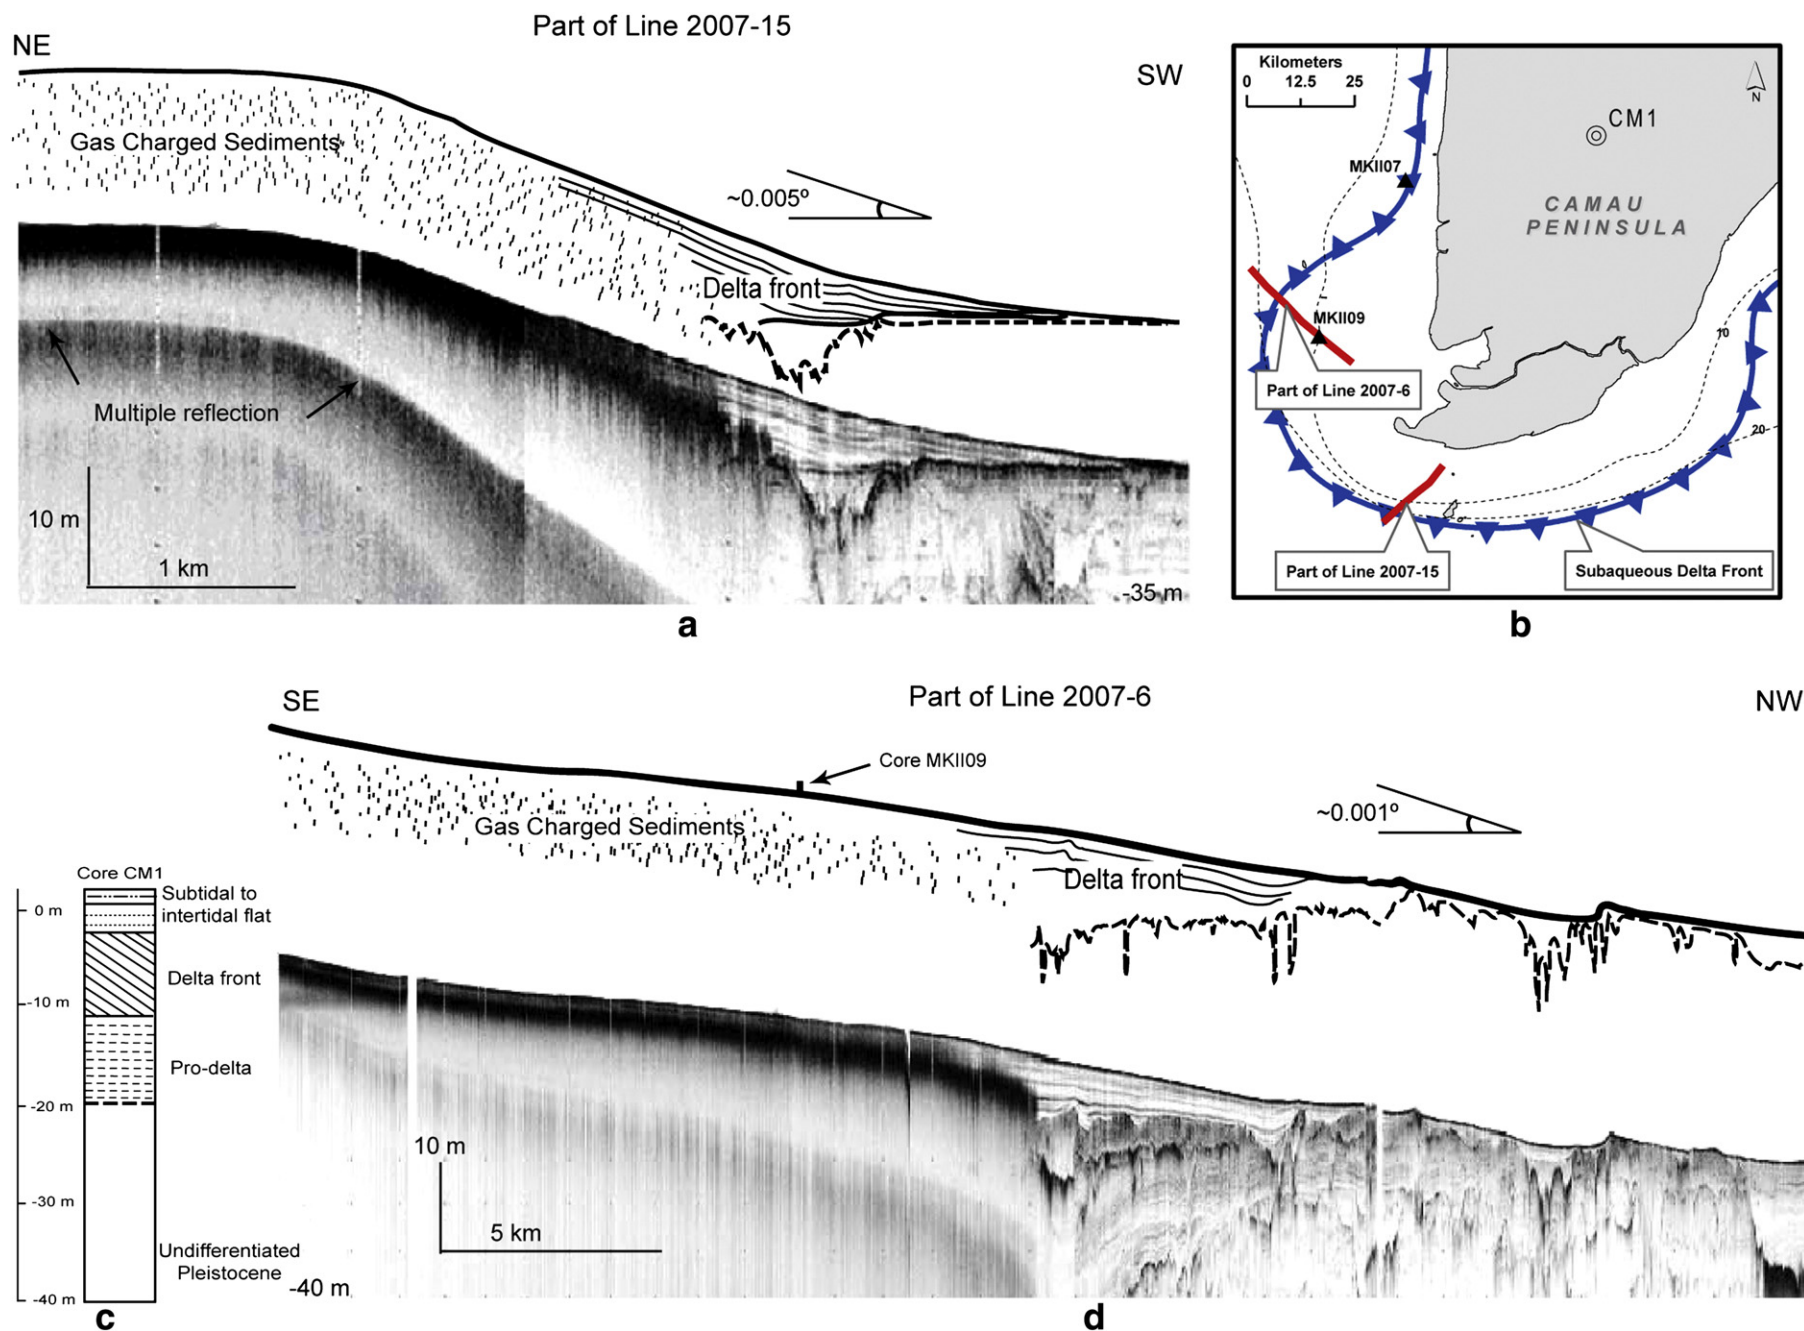 Part of Line 2007-15
NE
SW
Gas Charged Sediments
~0.005º
Delta front
Multiple reflection
10 m
1 km
-35 m
a
Kilometers
0 12.5 25
N
CM1
MKII07
CAMAU
PENINSULA
MKII09
10
Part of Line 2007-6
20
Part of Line 2007-15
Subaqueous Delta Front
b
SE
Part of Line 2007-6
NW
Core MKII09
Gas Charged Sediments
~0.001º
Delta front
Core CM1
Subtidal to
0 m
intertidal flat
Delta front
-10 m
Pro-delta
-20 m
10 m
-30 m
5 km
Undifferentiated
Pleistocene
-40 m
-40 m
c
d